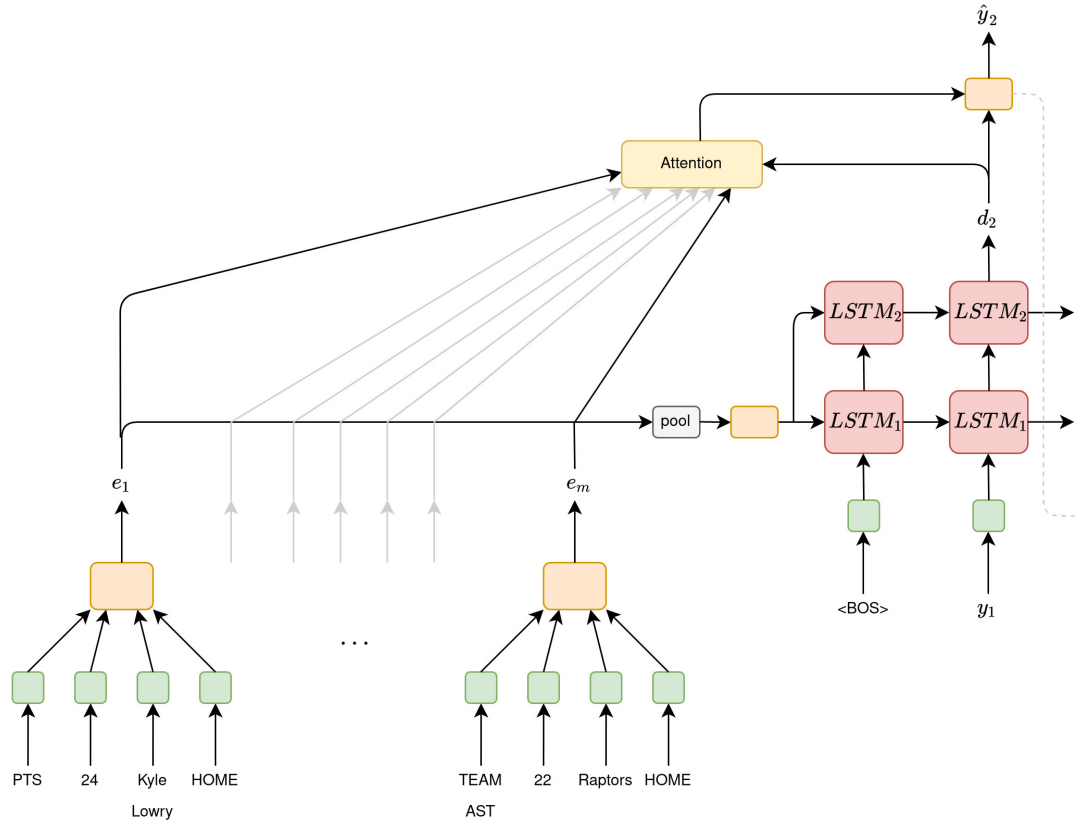 ŷ₂
Attention
d₂
LSTM₂ LSTM₂
pool LSTM₁ LSTM₁
e₁ eₘ
<BOS> y₁
...
PTS 24 Kyle HOME TEAM 22 Raptors HOME
Lowry AST